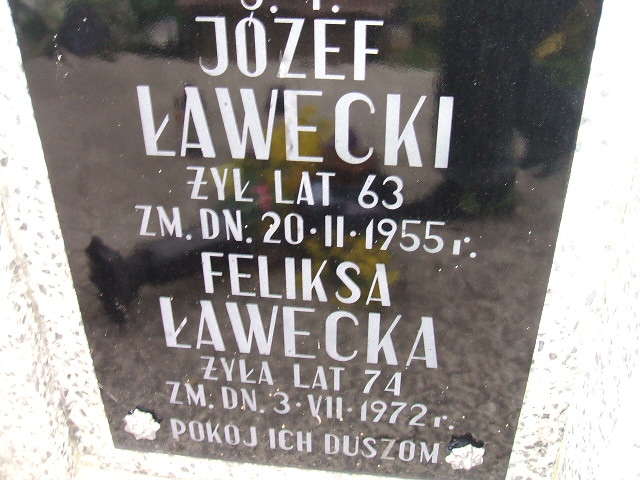 Ś. P.
JÓZEF
ŁAWECKI
ŻYŁ LAT 63
ZM. DN. 20·II·1955 r.
FELIKSA
ŁAWECKA
ŻYŁA LAT 74
ZM. DN. 3·VII·1972 r.
POKÓJ ICH DUSZOM